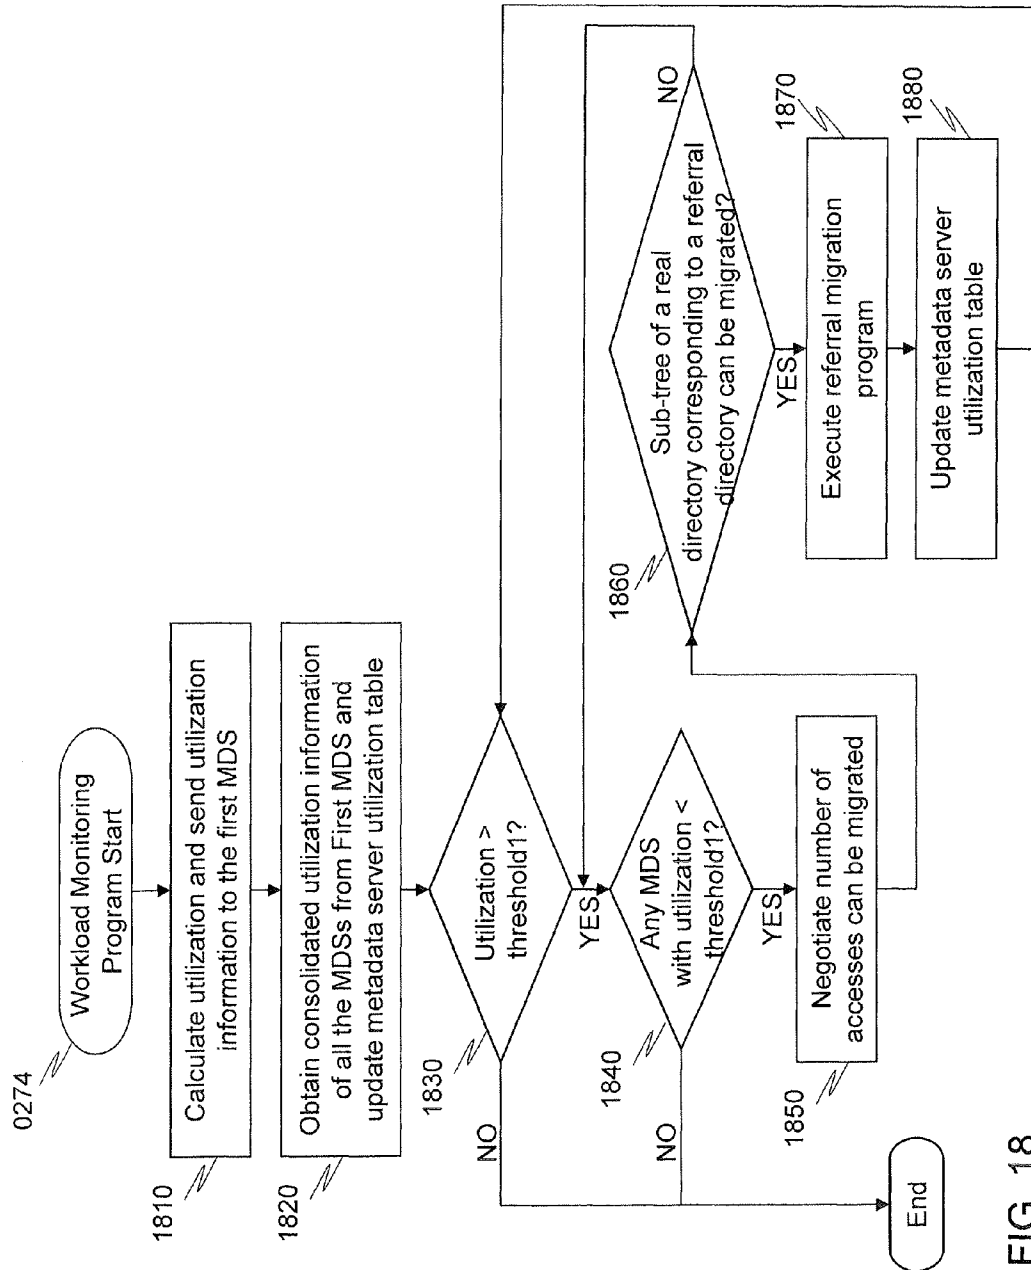 0274
Workload Monitoring
Program Start
1810
Calculate utilization and send utilization
information to the first MDS
1820
Obtain consolidated utilization information
of all the MDSs from First MDS and
update metadata server utilization table
1830
Utilization >
threshold1?
NO
YES
1840
Any MDS
with utilization <
threshold1?
NO
YES
1850
Negotiate number of
accesses can be migrated
End
1860
Sub-tree of a real
directory corresponding to a referral
directory can be migrated?
NO
YES
1870
Execute referral migration
program
1880
Update metadata server
utilization table
FIG. 18